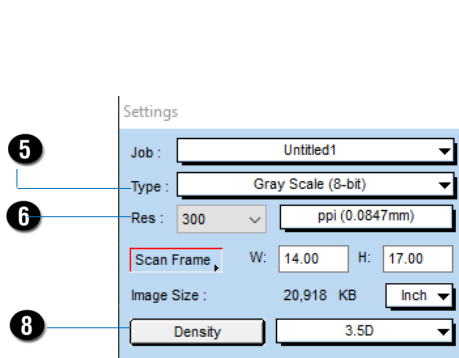 Settings
Job : Untitled1
5
Type : Gray Scale (8-bit)
6 Res : 300 ppi (0.0847mm)
Scan Frame W: 14.00 H: 17.00
Image Size : 20,918 KB Inch
8 Density 3.5D